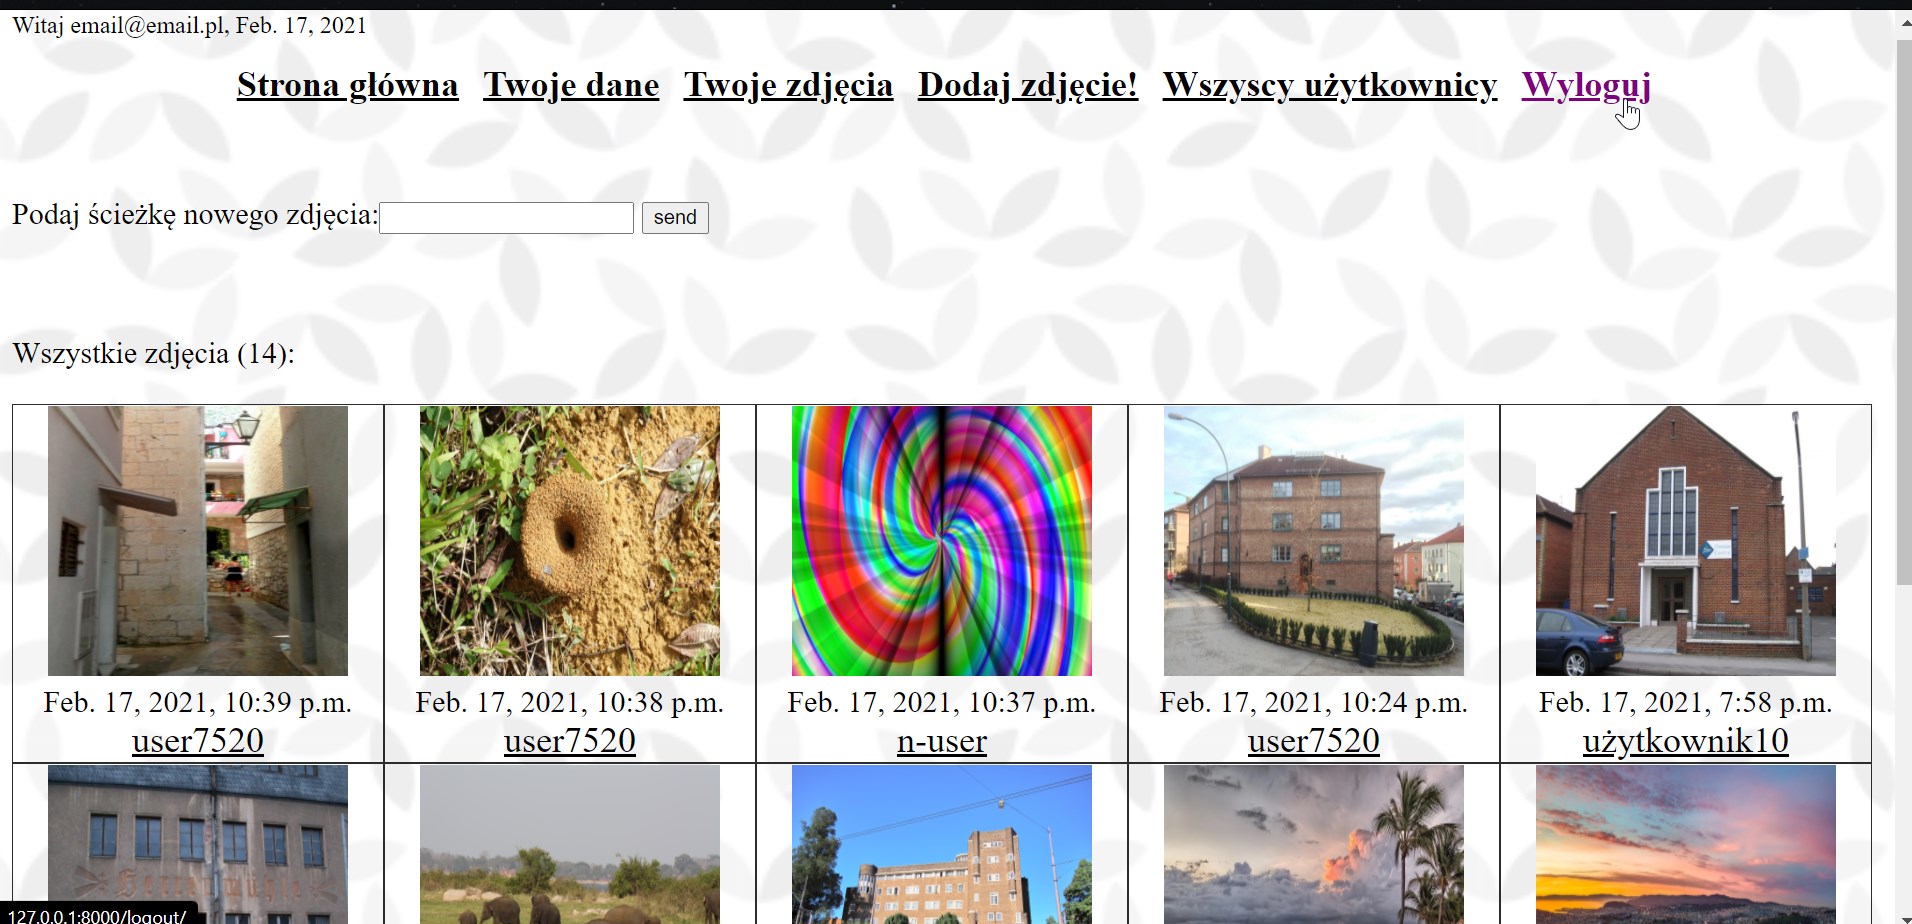 Witaj email@email.pl, Feb. 17, 2021
Strona główna Twoje dane Twoje zdjęcia Dodaj zdjęcie! Wszyscy użytkownicy Wyloguj
Podaj ścieżkę nowego zdjęcia: send
Wszystkie zdjęcia (14):
Feb. 17, 2021, 10:39 p.m.
user7520
Feb. 17, 2021, 10:38 p.m.
user7520
Feb. 17, 2021, 10:37 p.m.
n-user
Feb. 17, 2021, 10:24 p.m.
user7520
Feb. 17, 2021, 7:58 p.m.
użytkownik10
127.0.0.1:8000/logout/